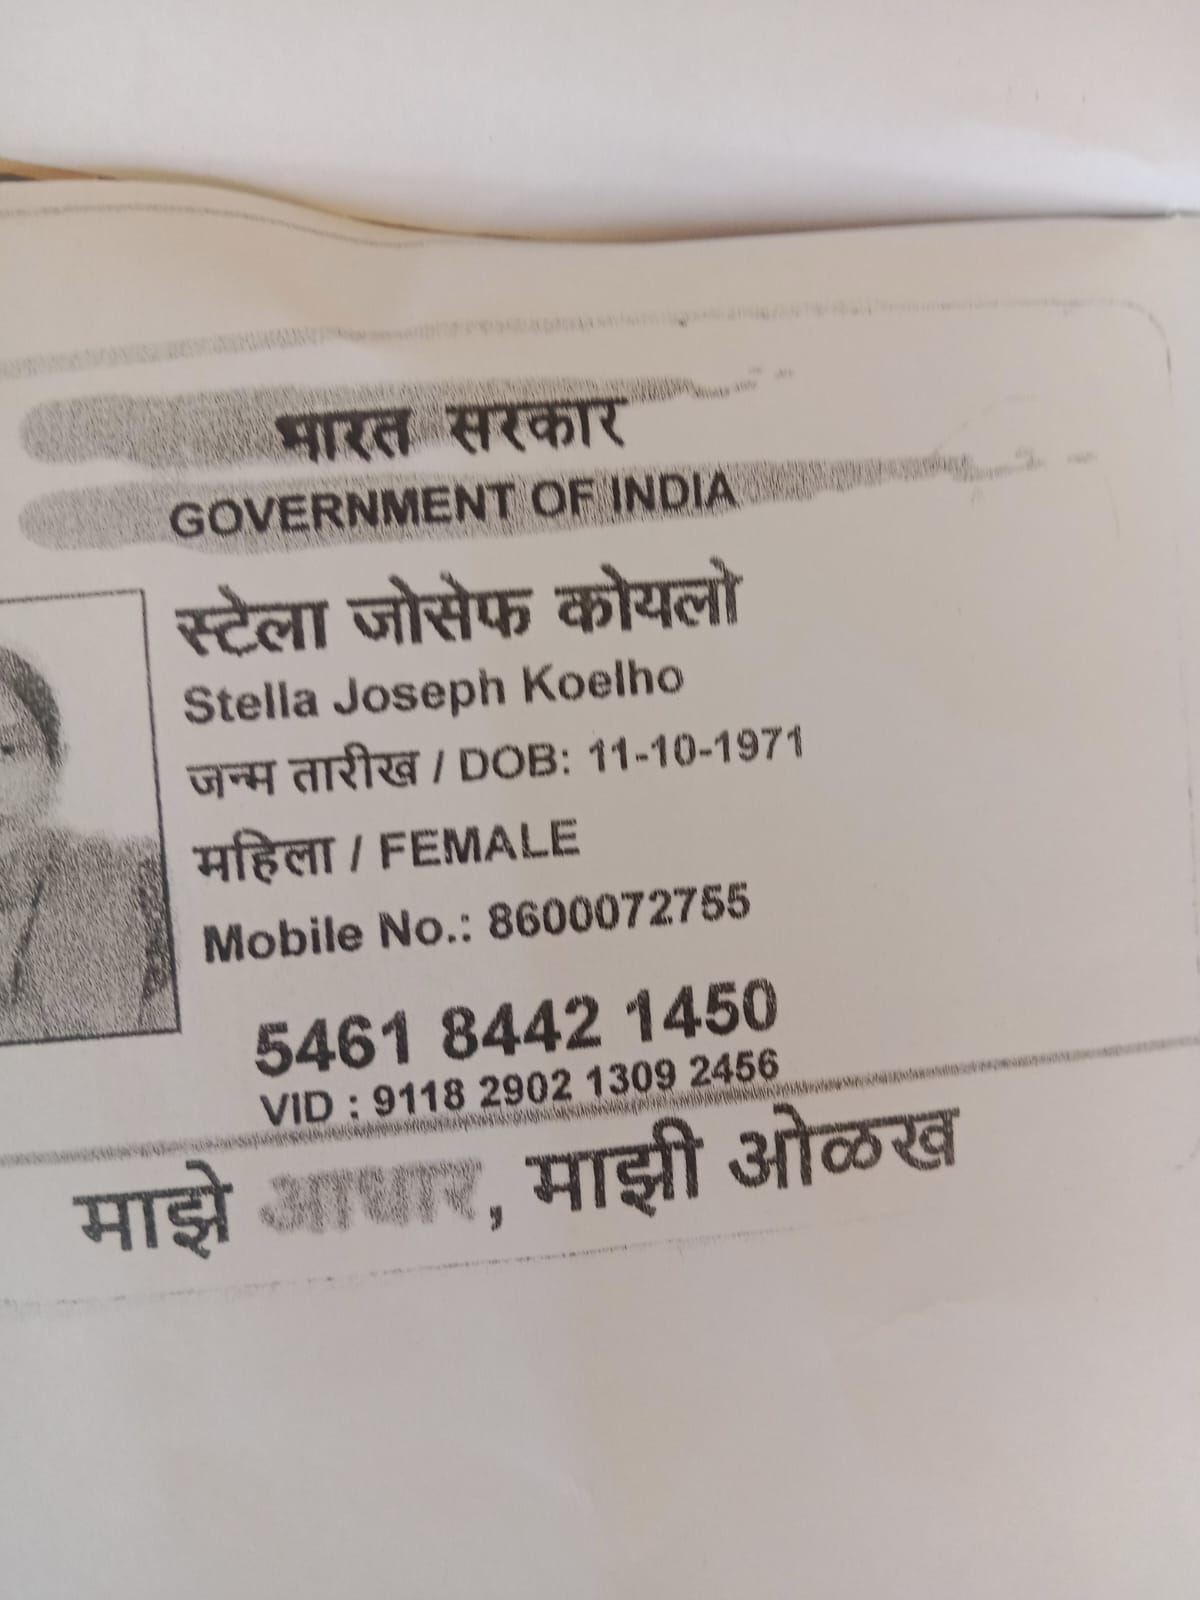 भारत सरकार
GOVERNMENT OF INDIA
स्टेला जोसेफ कोयलो
Stella Joseph Koelho
जन्म तारीख / DOB: 11-10-1971
महिला / FEMALE
Mobile No.: 8600072755
5461 8442 1450
VID : 9118 2902 1309 2456
माझे आधार, माझी ओळख